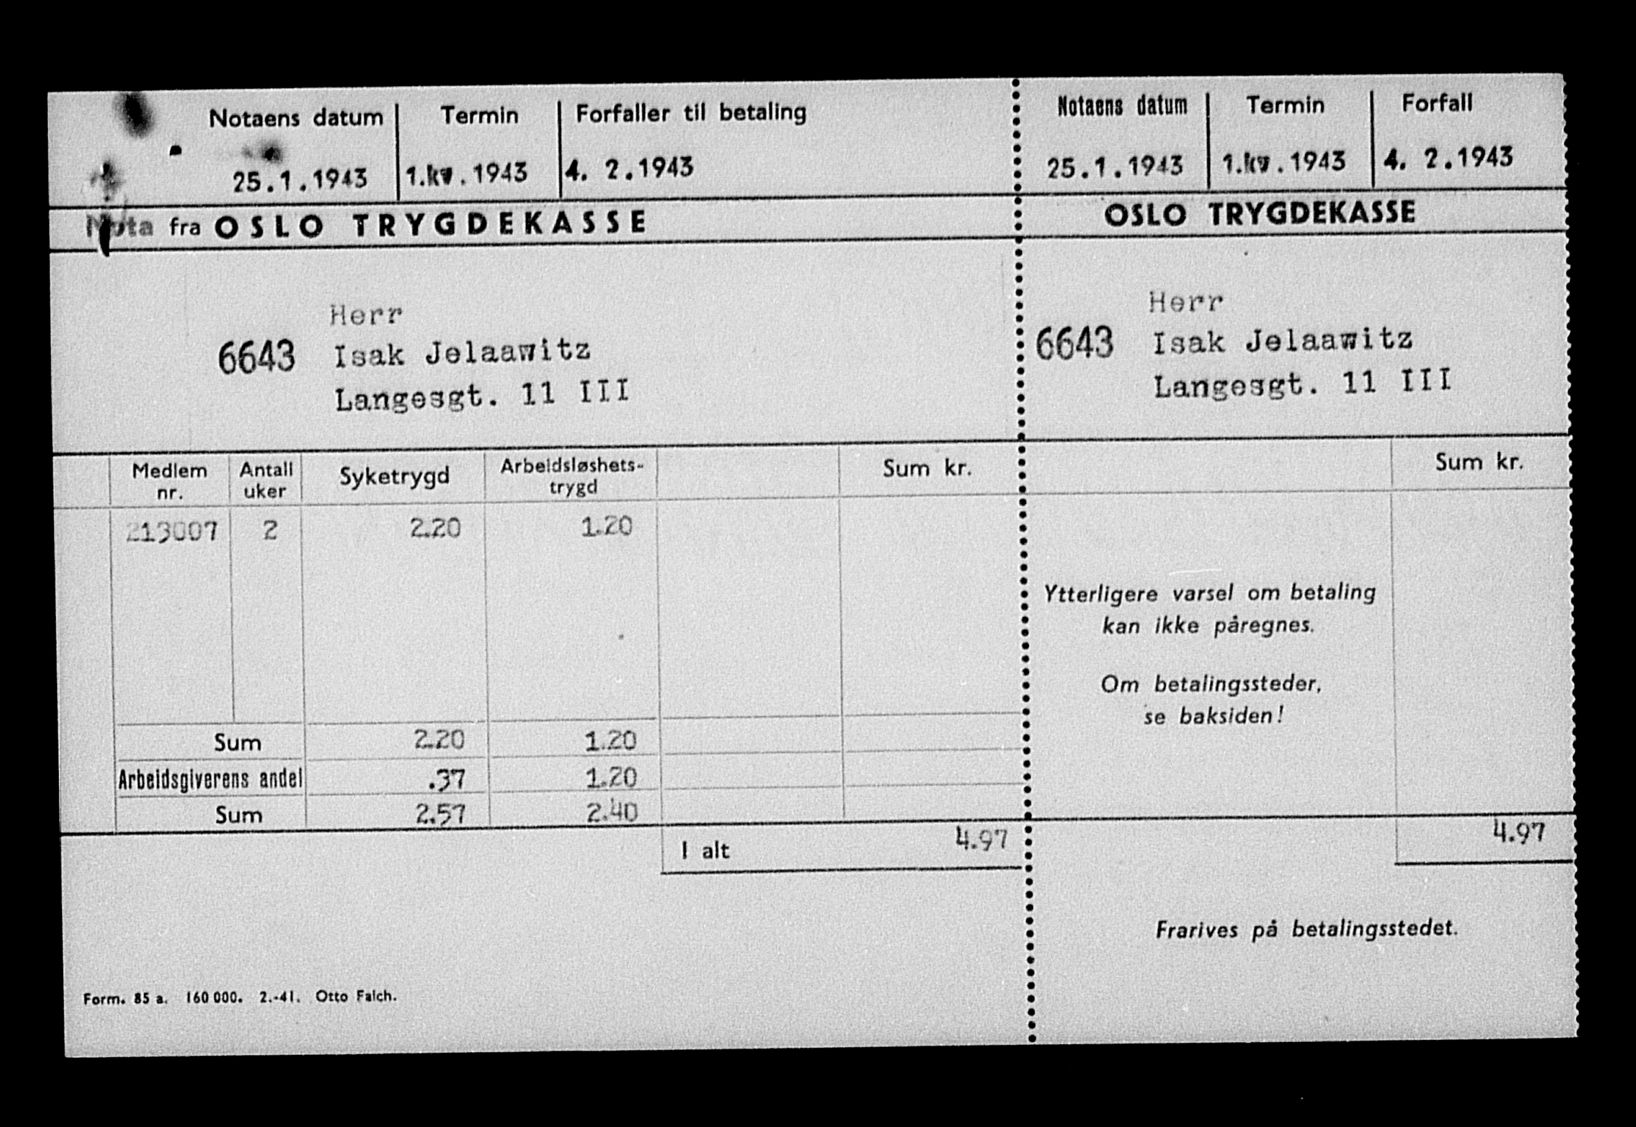 Notaens datum Termin Forfaller til betaling
25.1.1943 1.kv.1943 4. 2.1943
Nota fra OSLO TRYGDEKASSE
Herr
6643 Isak Jelaawitz
Langesgt. 11 III
Medlem nr. Antall uker Syketrygd Arbeidsløshets-trygd Sum kr.
213007 2 2.20 1.20
Sum 2.20 1.20
Arbeidsgiverens andel .37 1.20
Sum 2.57 2.40
I alt 4.97
Form. 85 a. 160 000. 2.-41. Otto Falch.
Notaens datum Termin Forfall
25.1.1943 1.kv.1943 4. 2.1943
OSLO TRYGDEKASSE
Herr
6643 Isak Jelaawitz
Langesgt. 11 III
Sum kr.
Ytterligere varsel om betaling
kan ikke påregnes.
Om betalingssteder,
se baksiden!
4.97
Frarives på betalingsstedet.